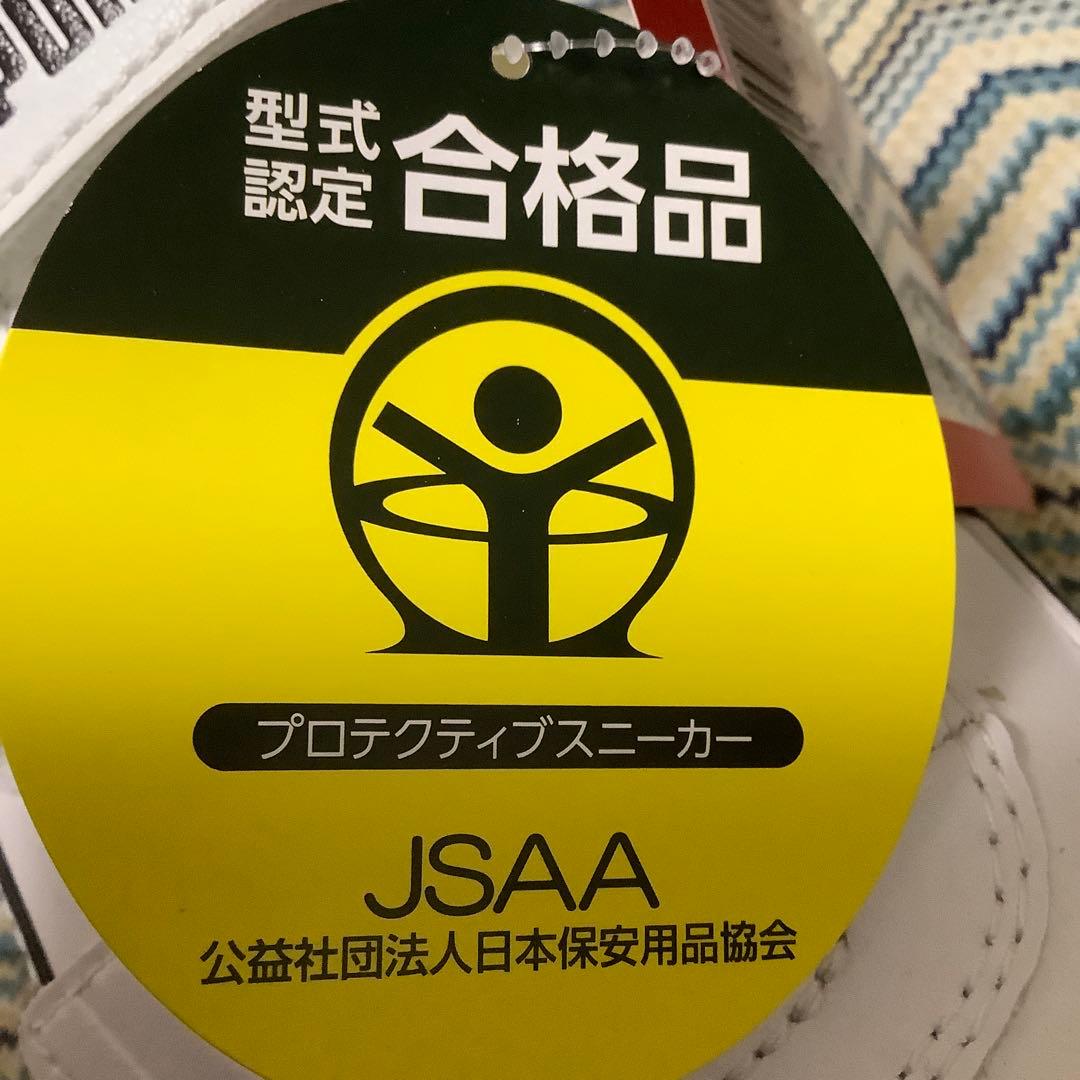 型式
認定
合格品
プロテクティブスニーカー
JSAA
公益社団法人日本保安用品協会